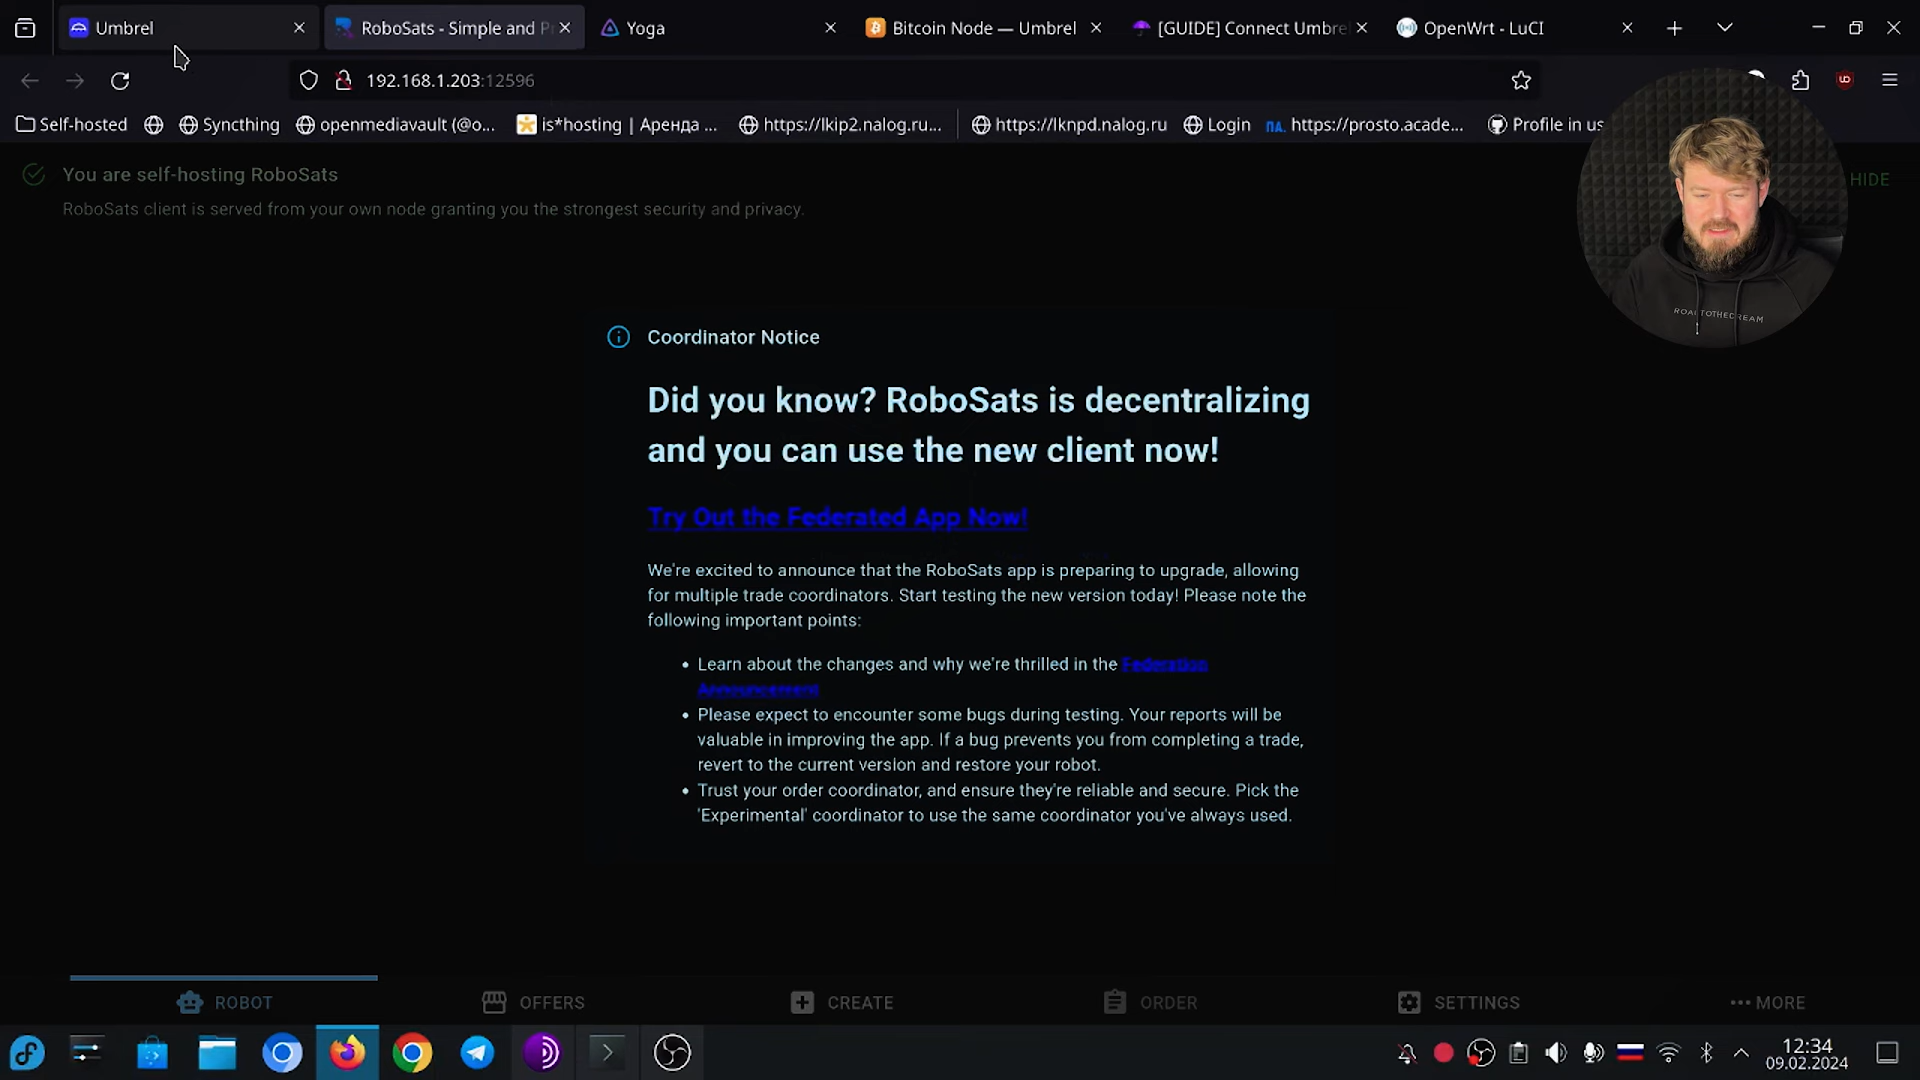 Umbrel
RoboSats - Simple and P
Yoga
Bitcoin Node — Umbrel
[GUIDE] Connect Umbre
OpenWrt - LuCI
192.168.1.203:12596
Self-hosted
Syncthing
openmediavault (@o...
is*hosting | Аренда ...
https://lkip2.nalog.ru...
https://lknpd.nalog.ru
Login
ПА.
https://prosto.acade...
Profile in us
You are self-hosting RoboSats
HIDE
RoboSats client is served from your own node granting you the strongest security and privacy.
ROADTOTHEDREAM
Coordinator Notice
Did you know? RoboSats is decentralizing
and you can use the new client now!
Try Out the Federated App Now!
We're excited to announce that the RoboSats app is preparing to upgrade, allowing
for multiple trade coordinators. Start testing the new version today! Please note the
following important points:
• Learn about the changes and why we're thrilled in the Federation
Announcement
• Please expect to encounter some bugs during testing. Your reports will be
valuable in improving the app. If a bug prevents you from completing a trade,
revert to the current version and restore your robot.
• Trust your order coordinator, and ensure they're reliable and secure. Pick the
'Experimental' coordinator to use the same coordinator you've always used.
ROBOT
OFFERS
CREATE
ORDER
SETTINGS
MORE
12:34
09.02.2024